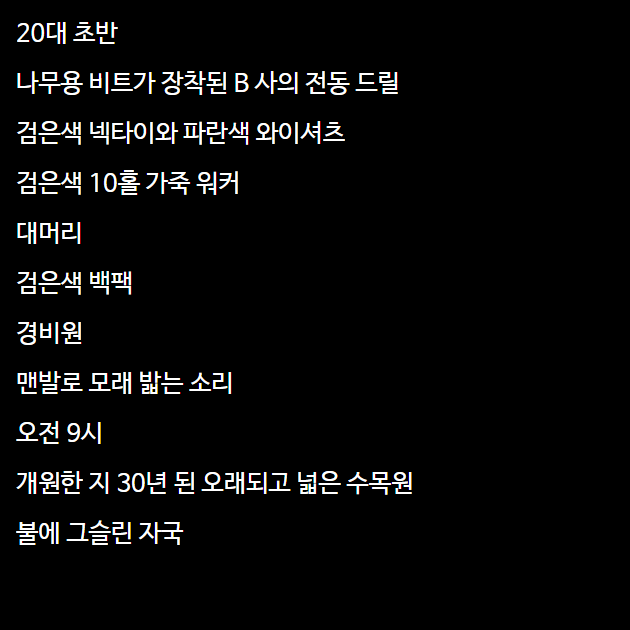 20대 초반
나무용 비트가 장착된 B 사의 전동 드릴
검은색 넥타이와 파란색 와이셔츠
검은색 10홀 가죽 워커
대머리
검은색 백팩
경비원
맨발로 모래 밟는 소리
오전 9시
개원한 지 30년 된 오래되고 넓은 수목원
불에 그슬린 자국